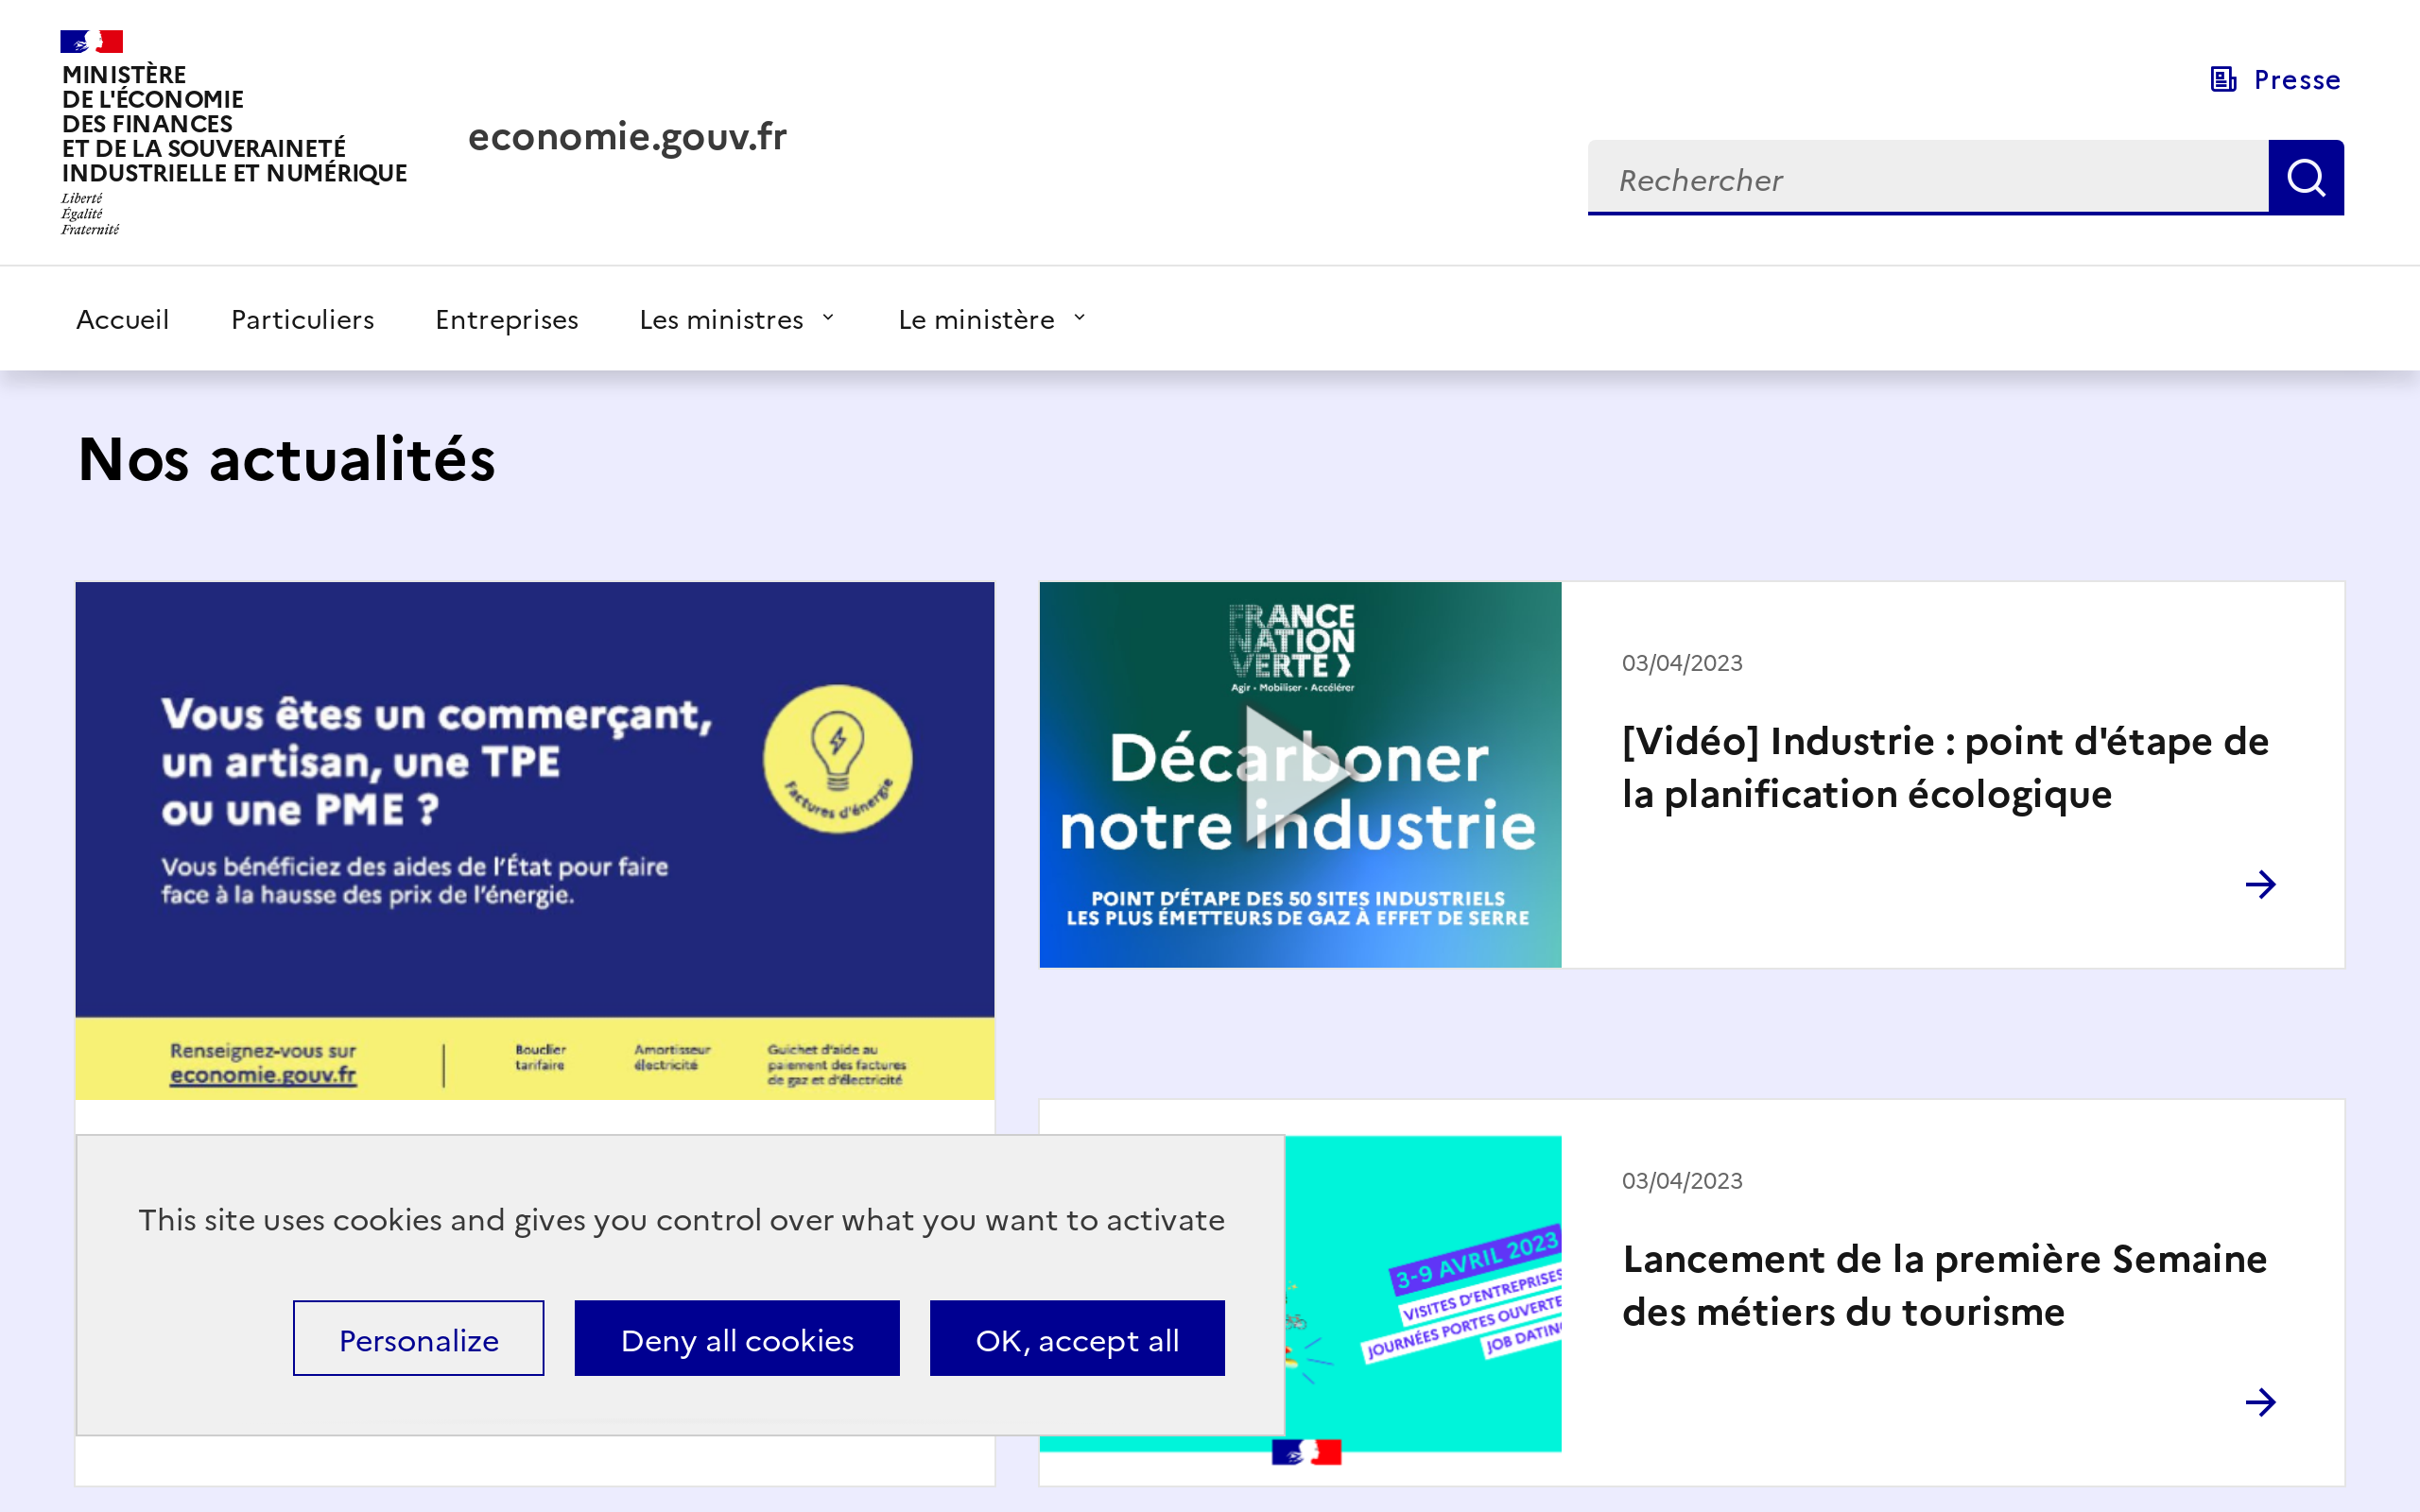 MINISTÈRE
DE L'ÉCONOMIE
DES FINANCES
ET DE LA SOUVERAINETÉ
INDUSTRIELLE ET NUMÉRIQUE
Liberté
Égalité
Fraternité
economie.gouv.fr
Presse
Rechercher
Accueil
Particuliers
Entreprises
Les ministres
Le ministère
Nos actualités
Vous êtes un commerçant,
un artisan, une TPE
ou une PME ?
Factures d'énergie
Vous bénéficiez des aides de l'État pour faire
face à la hausse des prix de l'énergie.
Renseignez-vous sur
economie.gouv.fr
Bouclier
tarifaire
Amortisseur
électricité
Guichet d'aide au
paiement des factures
de gaz et d'électricité
FRANCE
NATION
VERTE
Agir • Mobiliser • Accélérer
Décarboner
notre industrie
POINT D'ÉTAPE DES 50 SITES INDUSTRIELS
LES PLUS ÉMETTEURS DE GAZ À EFFET DE SERRE
03/04/2023
[Vidéo] Industrie : point d'étape de
la planification écologique
3-9 AVRIL 2023
VISITES D'ENTREPRISES
JOURNÉES PORTES OUVERTE
JOB DATING
03/04/2023
Lancement de la première Semaine
des métiers du tourisme
This site uses cookies and gives you control over what you want to activate
Personalize
Deny all cookies
OK, accept all